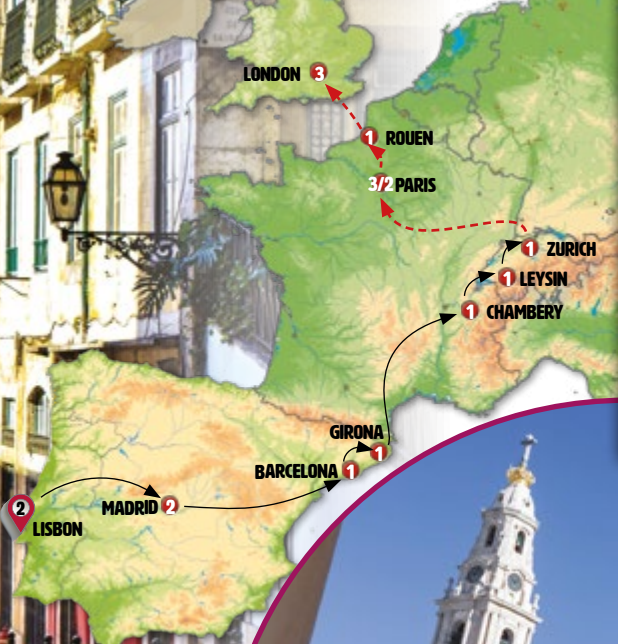 LONDON 3
1 ROUEN
3/2 PARIS
1 ZURICH
1 LEYSIN
1 CHAMBERY
GIRONA
1
BARCELONA 1
MADRID 2
2
LISBON